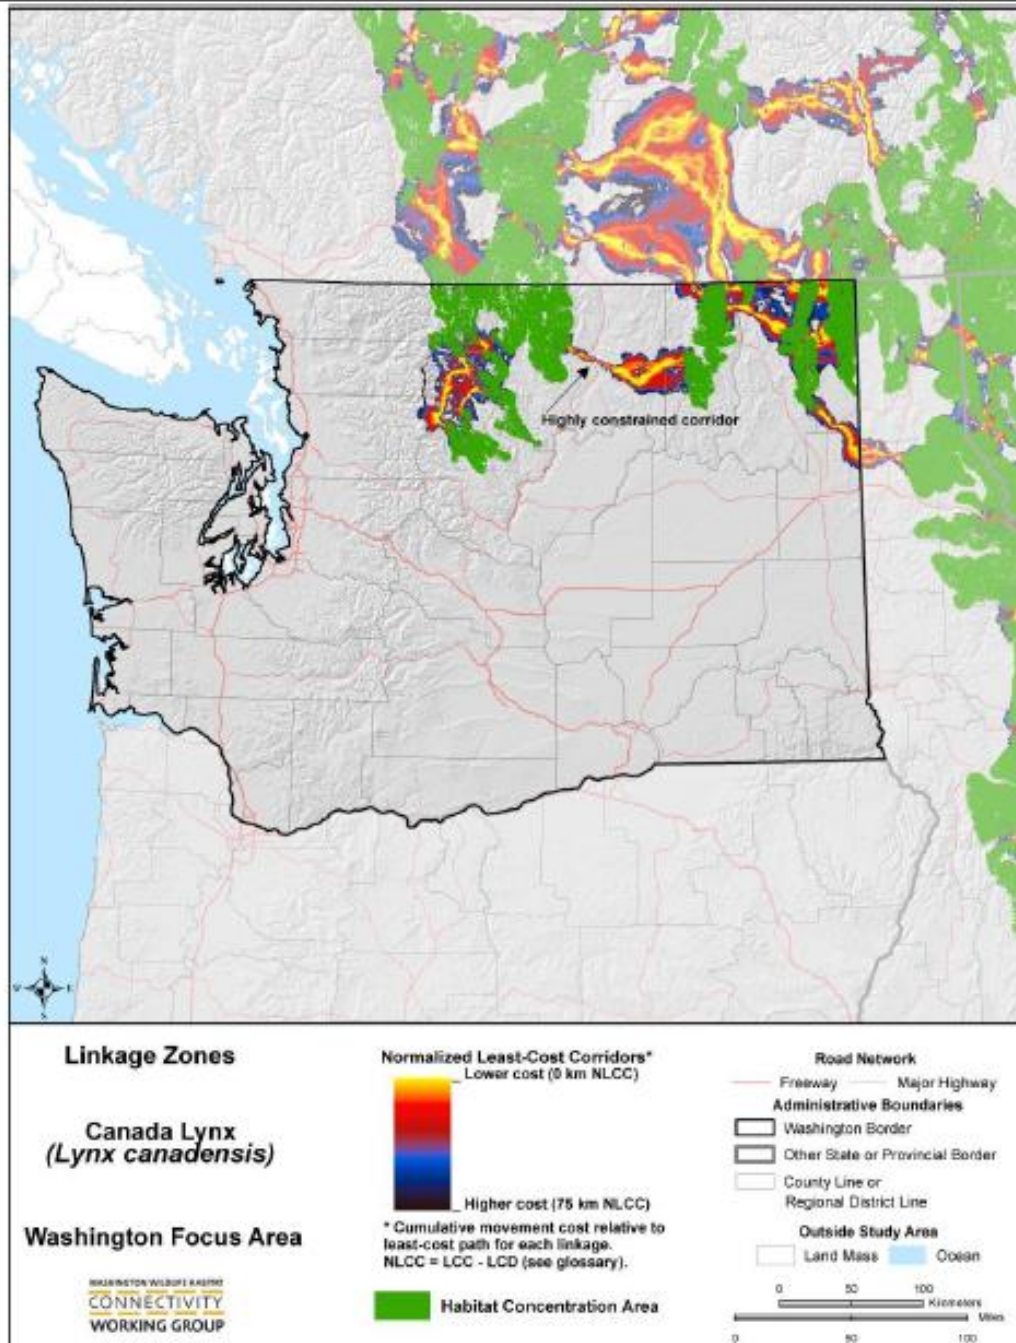 Highly constrained corridor
N
W
E
S
Linkage Zones
Canada Lynx
(Lynx canadensis)
Washington Focus Area
WASHINGTON WILDLIFE HABITAT
CONNECTIVITY
WORKING GROUP
Normalized Least-Cost Corridors*
Lower cost (0 km NLCC)
Higher cost (75 km NLCC)
* Cumulative movement cost relative to
least-cost path for each linkage.
NLCC = LCC - LCD (see glossary).
Habitat Concentration Area
Road Network
Freeway Major Highway
Administrative Boundaries
Washington Border
Other State or Provincial Border
County Line or
Regional District Line
Outside Study Area
Land Mass Ocean
0 50 100
Kilometers
Miles
0 50 100